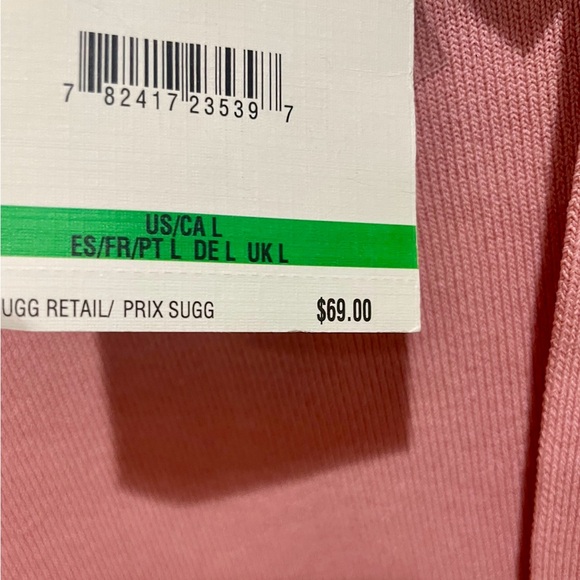 7 82417 23539 7
US/CA L
ES/FR/PT L DE L UK L
UGG RETAIL/ PRIX SUGG $69.00